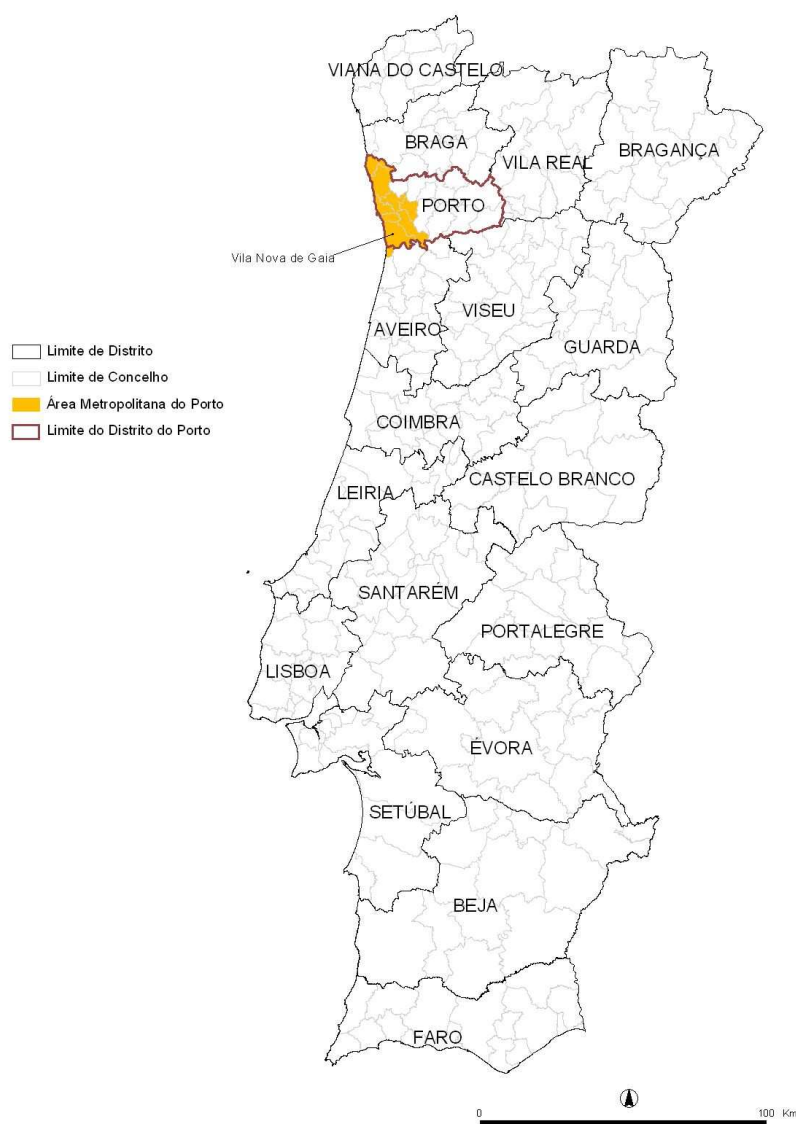 VIANA DO CASTELO
BRAGA
VILA REAL
BRAGANÇA
PORTO
Vila Nova de Gaia
VISEU
AVEIRO
GUARDA
Limite de Distrito
Limite de Concelho
Área Metropolitana do Porto
Limite do Distrito do Porto
COIMBRA
CASTELO BRANCO
LEIRIA
SANTARÉM
PORTALEGRE
LISBOA
ÉVORA
SETÚBAL
BEJA
FARO
0 100 Km